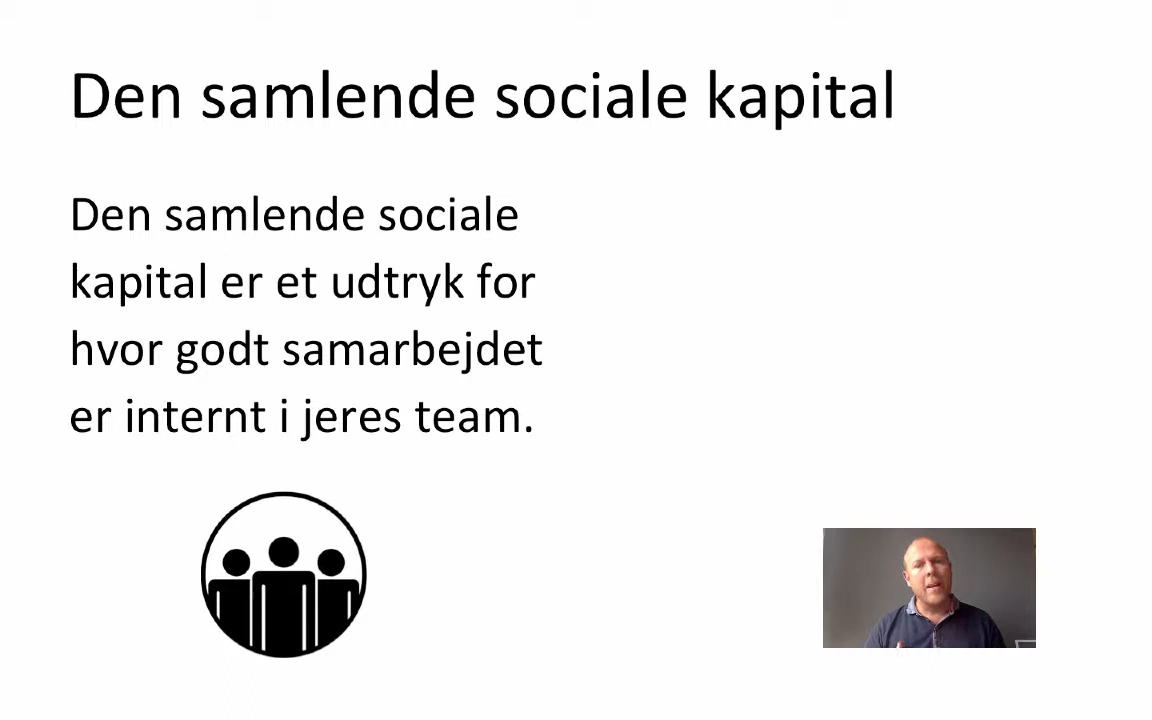 Den samlende sociale kapital
Den samlende sociale
kapital er et udtryk for
hvor godt samarbejdet
er internt i jeres team.